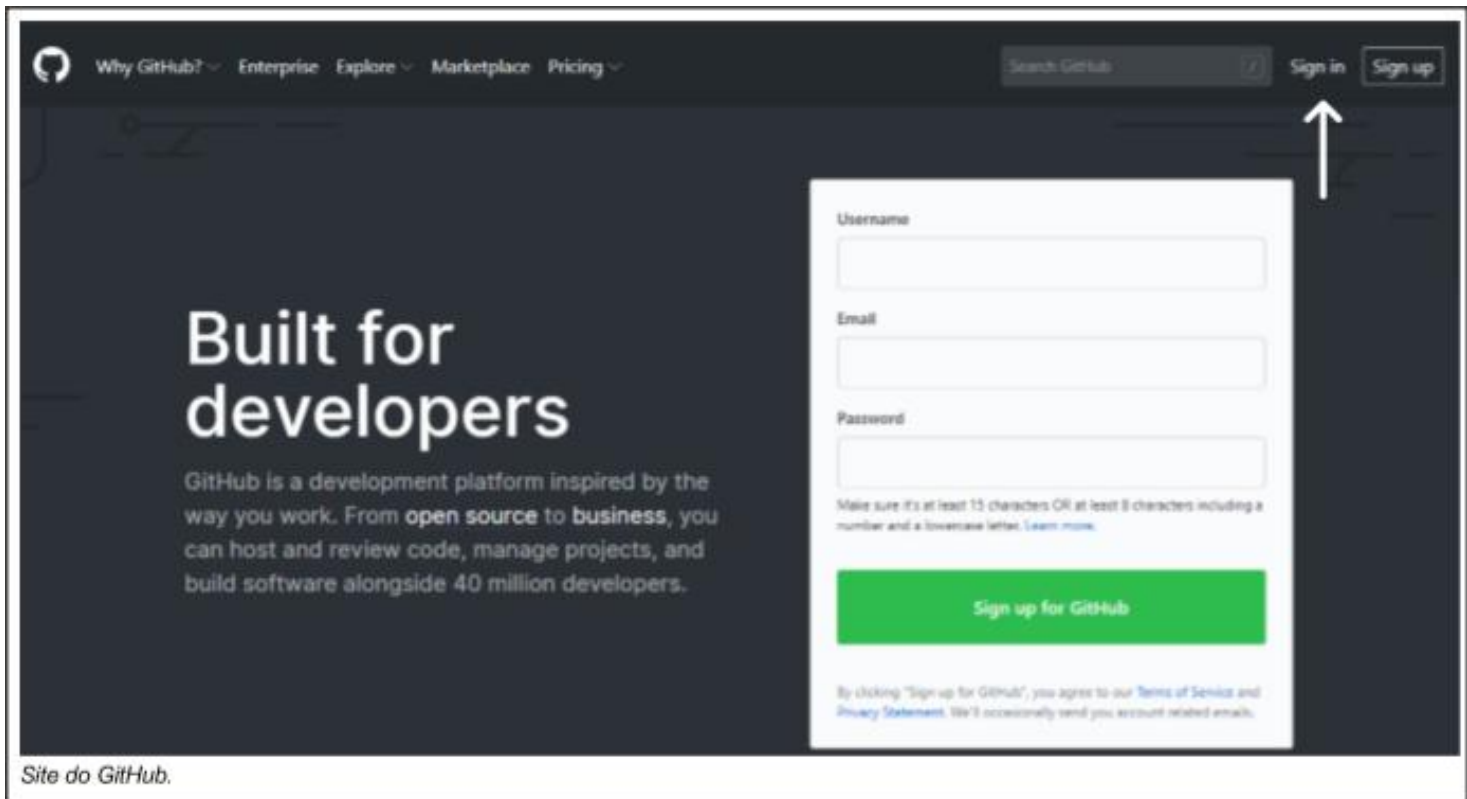 Why GitHub? Enterprise Explore Marketplace Pricing Search GitHub / Sign in Sign up
Username
Email
Built for
developers
Password
GitHub is a development platform inspired by the
way you work. From open source to business, you
can host and review code, manage projects, and
build software alongside 40 million developers.
Make sure it's at least 15 characters OR at least 8 characters including a
number and a lowercase letter. Learn more.
Sign up for GitHub
By clicking "Sign up for GitHub", you agree to our Terms of Service and
Privacy Statement. We'll occasionally send you account related emails.
Site do GitHub.